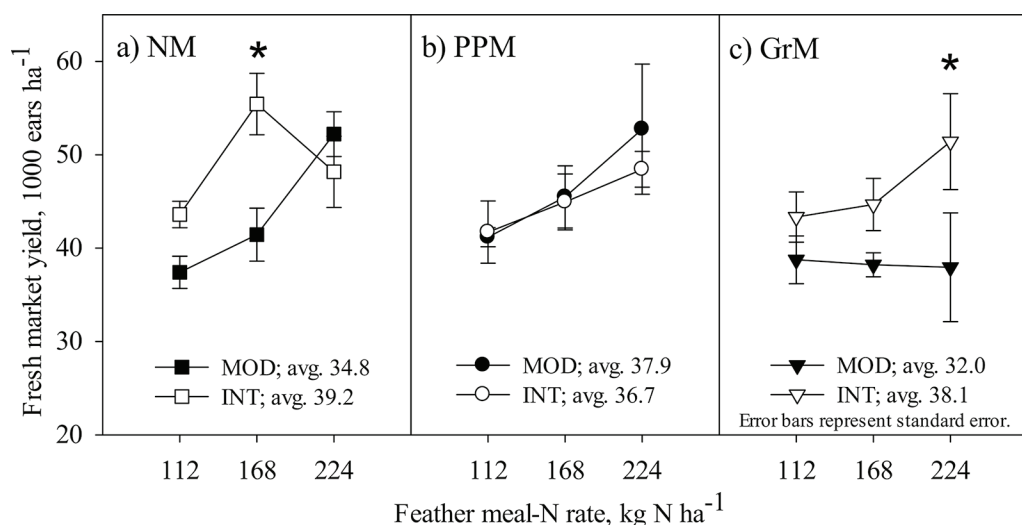 Fresh market yield, 1000 ears ha⁻¹
60
50
40
30
20
a) NM
*
MOD; avg. 34.8
INT; avg. 39.2
b) PPM
MOD; avg. 37.9
INT; avg. 36.7
c) GrM
*
MOD; avg. 32.0
INT; avg. 38.1
Error bars represent standard error.
112 168 224 112 168 224 112 168 224
Feather meal-N rate, kg N ha⁻¹